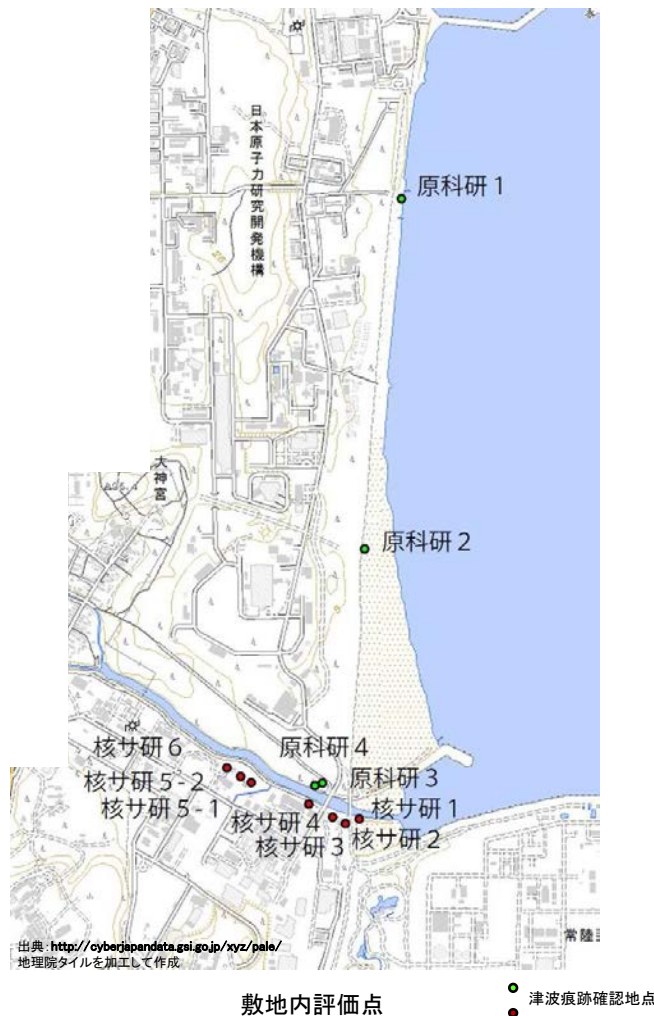 日本原子力研究開発機構
原科研1
大神宮
原科研2
核サ研6
原科研4
核サ研5-2
原科研3
核サ研5-1
核サ研1
核サ研4
核サ研2
核サ研3
出典:http://cyberjapandata.gsi.go.jp/xyz/pale/
地理院タイルを加工して作成
敷地内評価点
津波痕跡確認地点